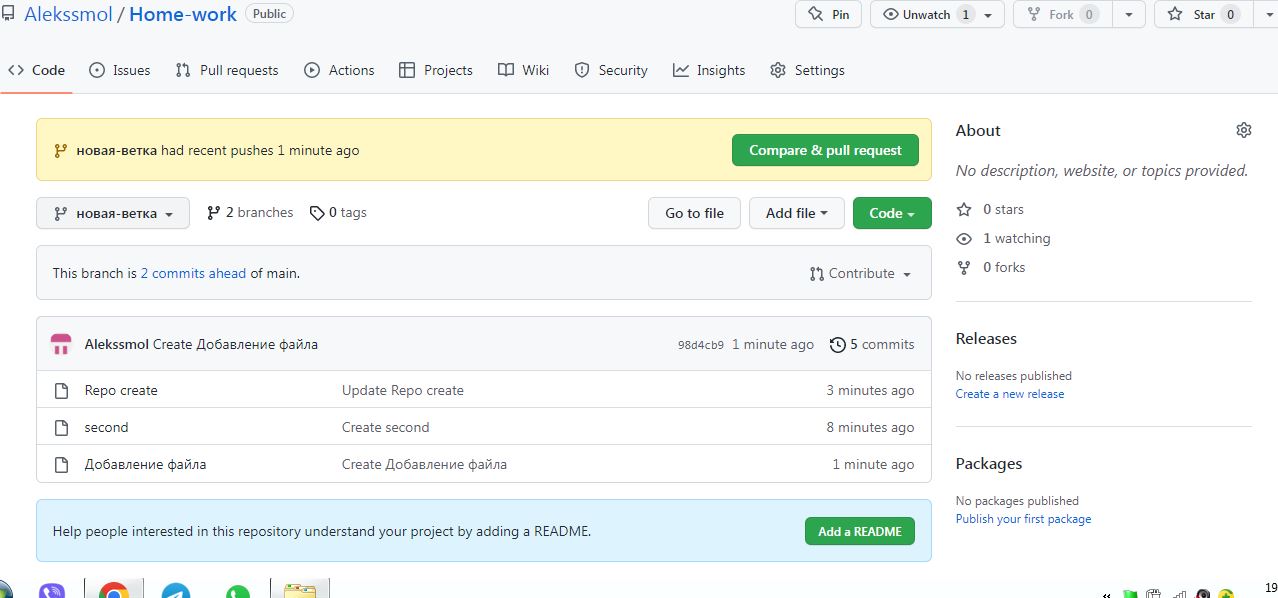 Alekssmol / Home-work Public Pin Unwatch 1 Fork 0 Star 0
Code Issues Pull requests Actions Projects Wiki Security Insights Settings
новая-ветка had recent pushes 1 minute ago Compare & pull request
новая-ветка 2 branches 0 tags Go to file Add file Code
This branch is 2 commits ahead of main. Contribute
Alekssmol Create Добавление файла 98d4cb9 1 minute ago 5 commits
Repo create Update Repo create 3 minutes ago
second Create second 8 minutes ago
Добавление файла Create Добавление файла 1 minute ago
Help people interested in this repository understand your project by adding a README. Add a README
About
No description, website, or topics provided.
0 stars
1 watching
0 forks
Releases
No releases published
Create a new release
Packages
No packages published
Publish your first package
19